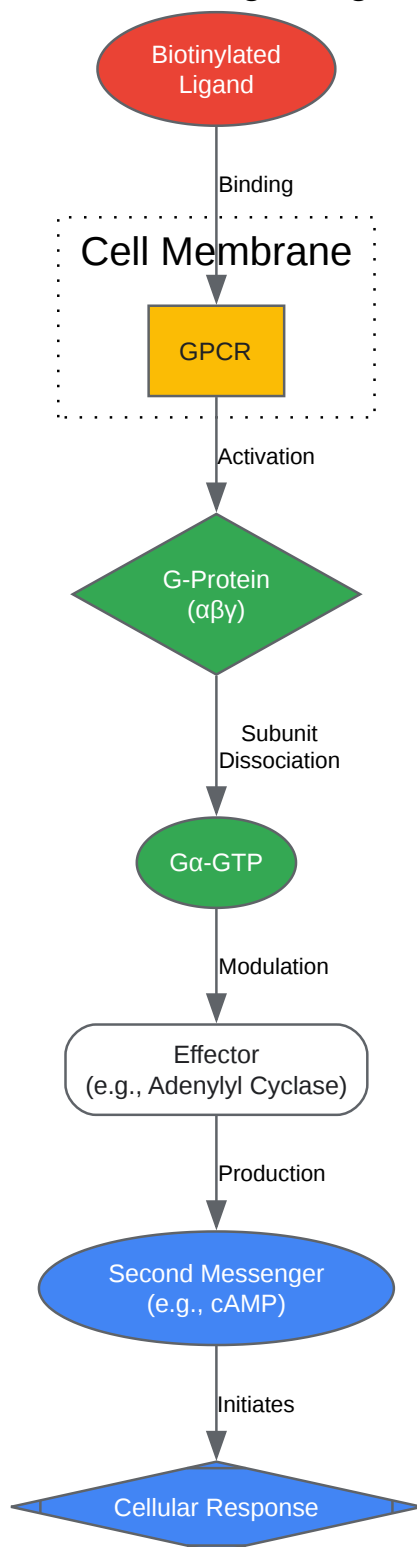 Biotinylated
Ligand
Binding
Cell Membrane
GPCR
Activation
G-Protein
(αβγ)
Subunit
Dissociation
Gα-GTP
Modulation
Effector
(e.g., Adenylyl Cyclase)
Production
Second Messenger
(e.g., cAMP)
Initiates
Cellular Response